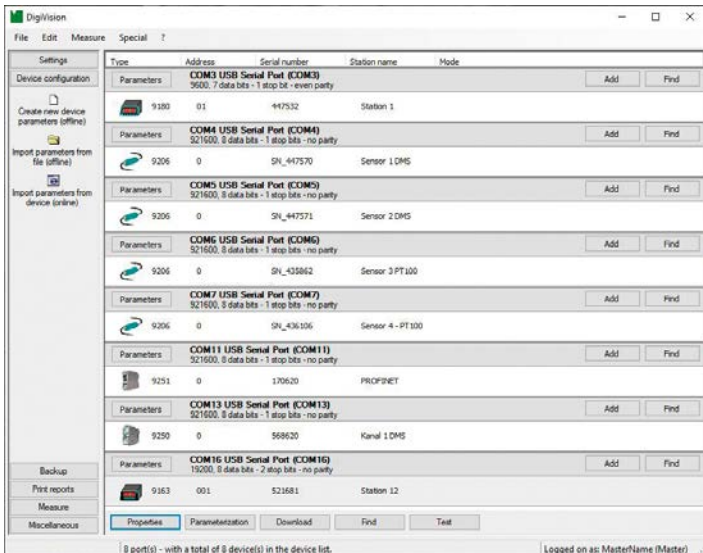 DigiVision
File Edit Measure Special ?
Settings
Device configuration
Create new device
parameters (offline)
Import parameters from
file (offline)
Import parameters from
device (online)
Backup
Print reports
Measure
Miscellaneous
Type Address Serial number Station name Mode
Parameters COM3 USB Serial Port (COM3) Add Find
9600, 7 data bits - 1 stop bit - even party
9180 01 447532 Station 1
Parameters COM4 USB Serial Port (COM4) Add Find
921600, 8 data bits - 1 stop bits - no party
9206 0 SN_447570 Sensor 1 DMS
Parameters COM5 USB Serial Port (COM5) Add Find
921600, 8 data bits - 1 stop bits - no party
9206 0 SN_447571 Sensor 2 DMS
Parameters COM6 USB Serial Port (COM6) Add Find
921600, 8 data bits - 1 stop bits - no party
9206 0 SN_435862 Sensor 3 PT100
Parameters COM7 USB Serial Port (COM7) Add Find
921600, 8 data bits - 1 stop bits - no party
9206 0 SN_436106 Sensor 4 - PT100
Parameters COM11 USB Serial Port (COM11) Add Find
921600, 8 data bits - 1 stop bits - no party
9251 0 170620 PROFINET
Parameters COM13 USB Serial Port (COM13) Add Find
921600, 8 data bits - 1 stop bits - no party
9250 0 568620 Kanal 1 DMS
Parameters COM16 USB Serial Port (COM16) Add Find
19200, 8 data bits - 2 stop bits - no party
9163 001 521681 Station 12
Properties Parameterization Download Find Test
8 port(s) - with a total of 8 device(s) in the device list. Logged on as: MasterName (Master)